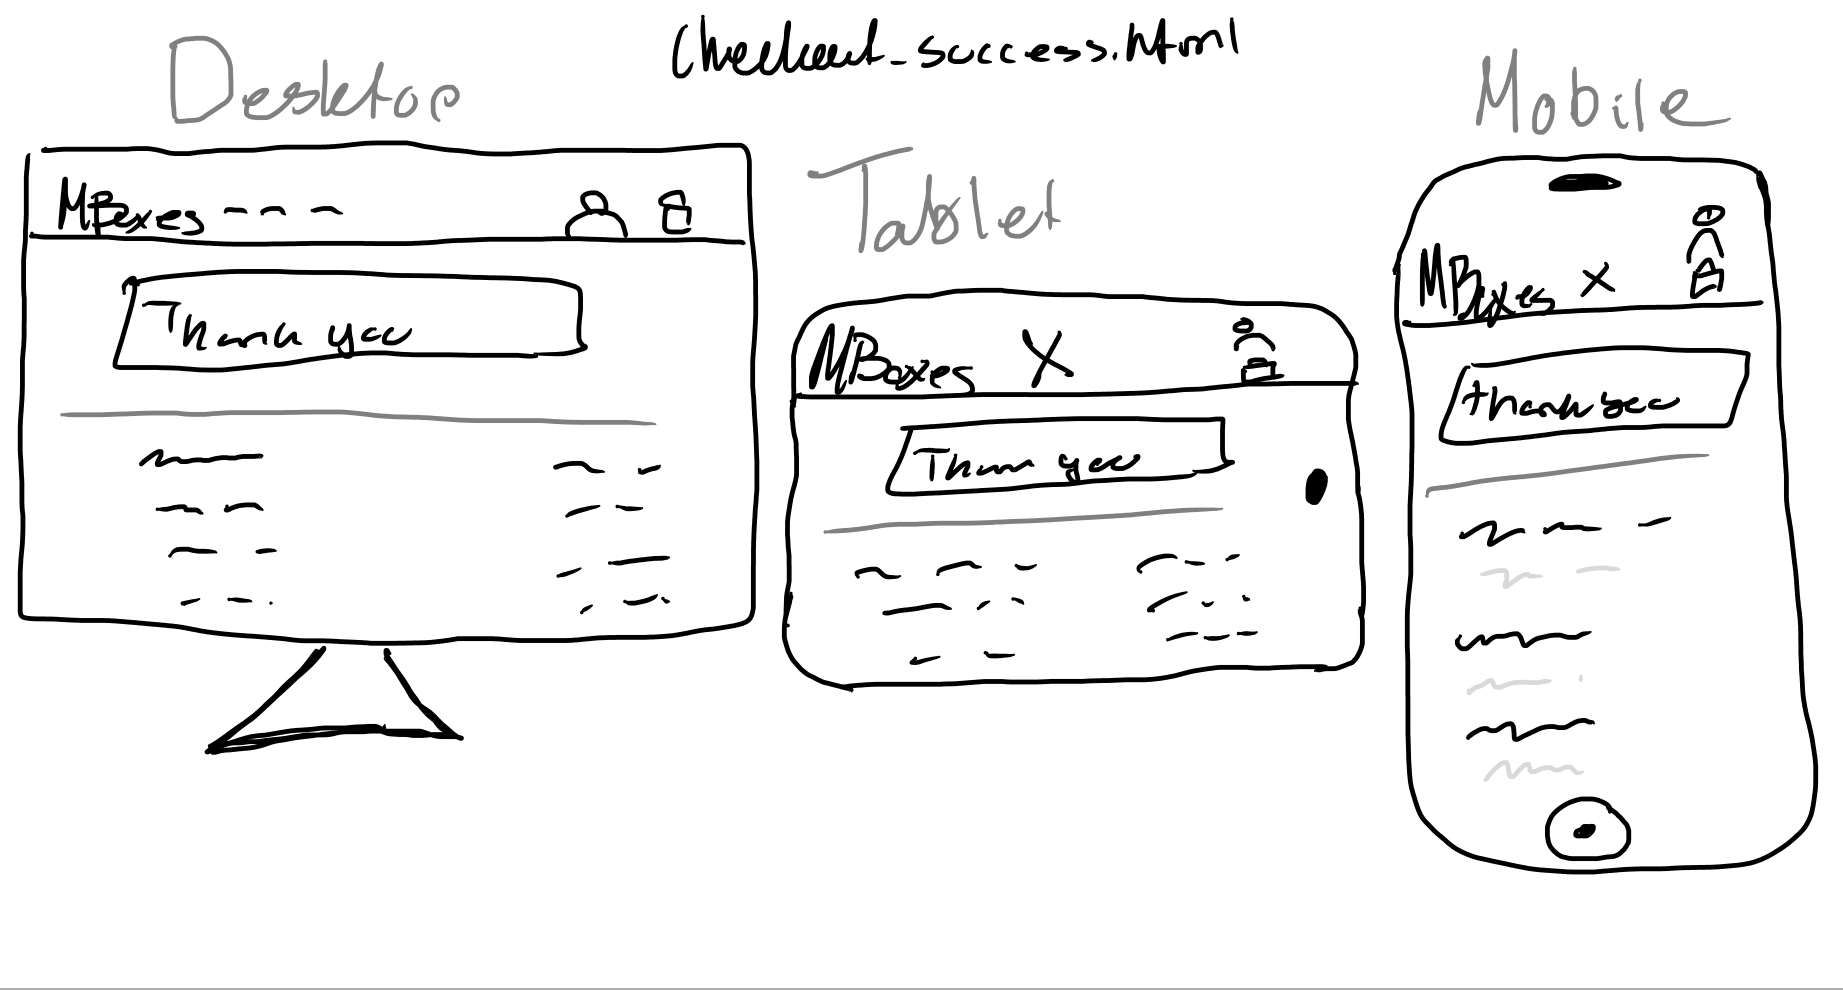 Checkout_success.html
Desktop
MBoxes
Thank you
Tablet
MBoxes X
Thank you
Mobile
MBoxes X
Thank you